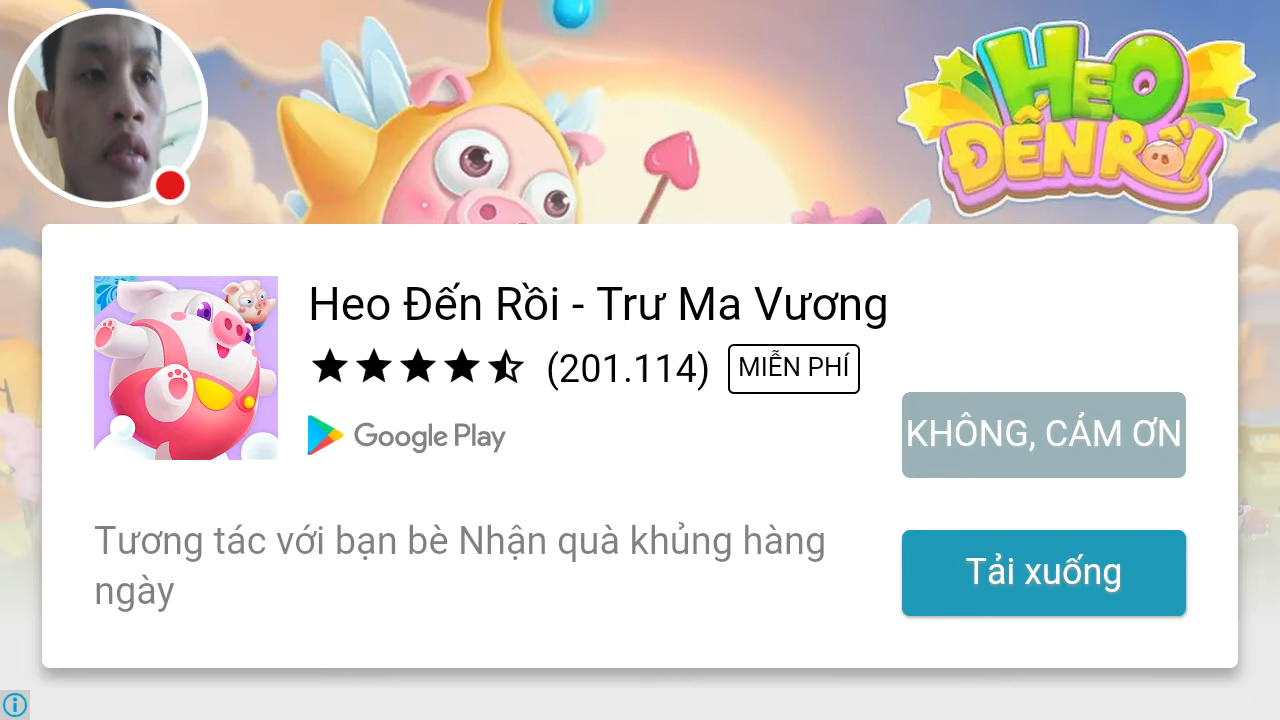 HEO
ĐẾN RỒI
Heo Đến Rồi - Trư Ma Vương
(201.114) MIỄN PHÍ
Google Play
KHÔNG, CẢM ƠN
Tương tác với bạn bè Nhận quà khủng hàng
ngày
Tải xuống